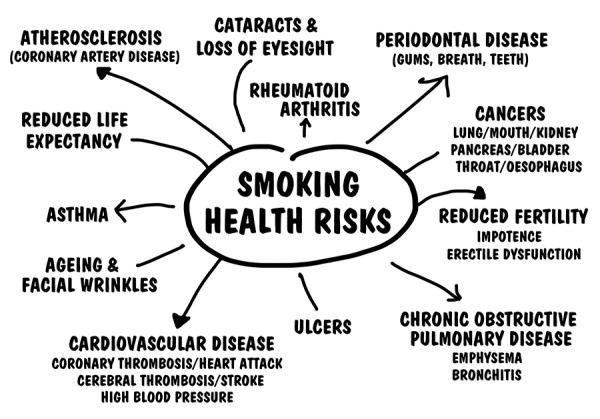 CATARACTS &
LOSS OF EYESIGHT
ATHEROSCLEROSIS
(CORONARY ARTERY DISEASE)
PERIODONTAL DISEASE
(GUMS, BREATH, TEETH)
RHEUMATOID
ARTHRITIS
REDUCED LIFE
EXPECTANCY
CANCERS
LUNG/MOUTH/KIDNEY
PANCREAS/BLADDER
THROAT/OESOPHAGUS
SMOKING
HEALTH RISKS
ASTHMA
REDUCED FERTILITY
IMPOTENCE
ERECTILE DYSFUNCTION
AGEING &
FACIAL WRINKLES
ULCERS
CARDIOVASCULAR DISEASE
CORONARY THROMBOSIS/HEART ATTACK
CEREBRAL THROMBOSIS/STROKE
HIGH BLOOD PRESSURE
CHRONIC OBSTRUCTIVE
PULMONARY DISEASE
EMPHYSEMA
BRONCHITIS